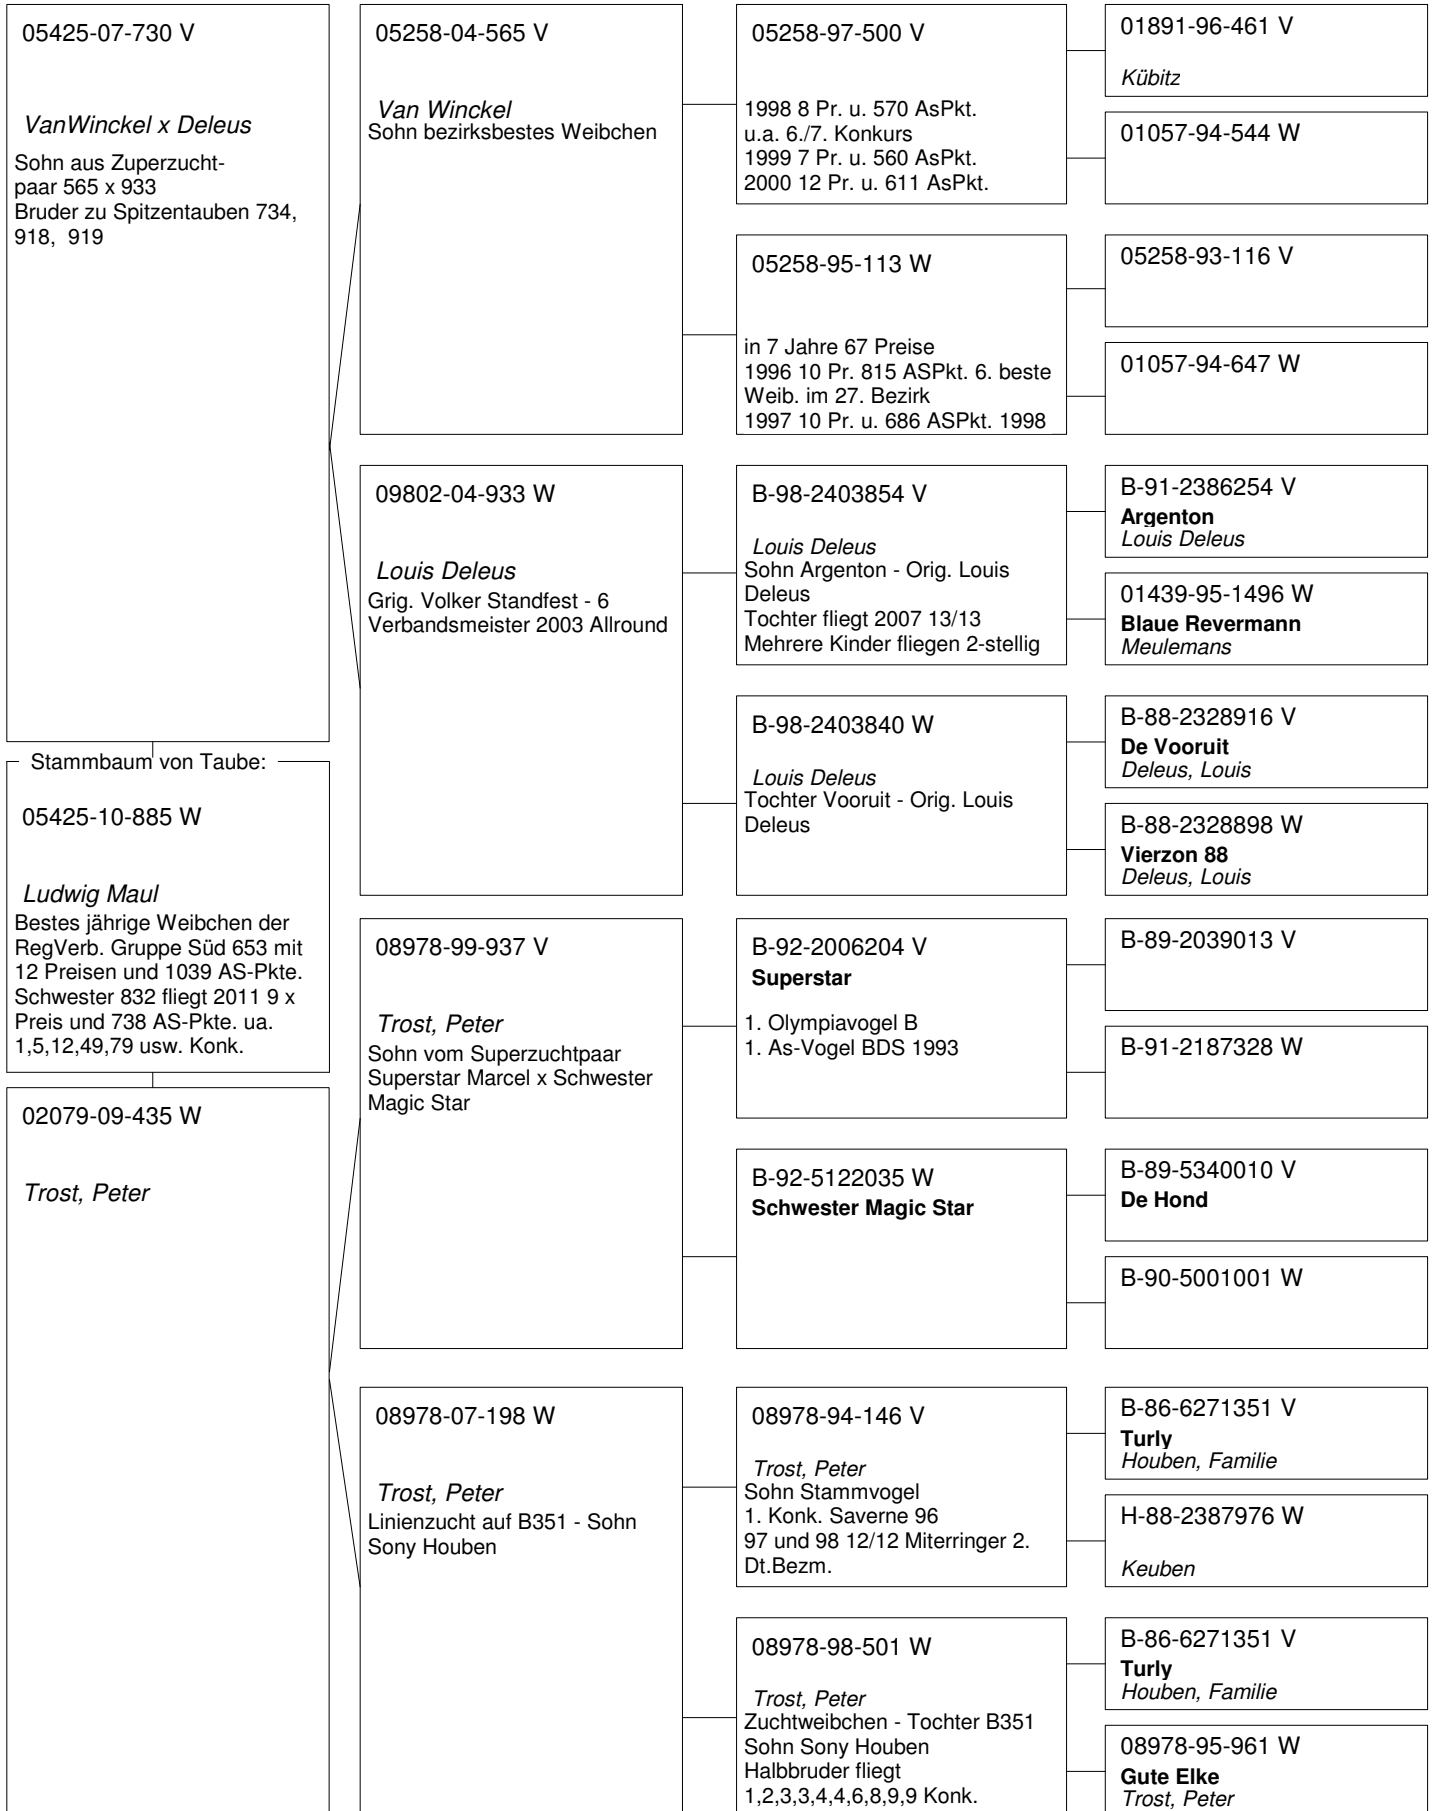 05425-07-730 V
VanWinckel x Deleus
Sohn aus Zuperzucht-
paar 565 x 933
Bruder zu Spitzentauben 734,
918, 919
Stammbaum von Taube:
05425-10-885 W
Ludwig Maul
Bestes jährige Weibchen der
RegVerb. Gruppe Süd 653 mit
12 Preisen und 1039 AS-Pkte.
Schwester 832 fliegt 2011 9 x
Preis und 738 AS-Pkte. ua.
1,5,12,49,79 usw. Konk.
02079-09-435 W
Trost, Peter
05258-04-565 V
Van Winckel
Sohn bezirksbestes Weibchen
09802-04-933 W
Louis Deleus
Grig. Volker Standfest - 6
Verbandsmeister 2003 Allround
08978-99-937 V
Trost, Peter
Sohn vom Superzuchtpaar
Superstar Marcel x Schwester
Magic Star
08978-07-198 W
Trost, Peter
Linienzucht auf B351 - Sohn
Sony Houben
05258-97-500 V
1998 8 Pr. u. 570 AsPkt.
u.a. 6./7. Konkurs
1999 7 Pr. u. 560 AsPkt.
2000 12 Pr. u. 611 AsPkt.
05258-95-113 W
in 7 Jahre 67 Preise
1996 10 Pr. 815 ASPkt. 6. beste
Weib. im 27. Bezirk
1997 10 Pr. u. 686 ASPkt. 1998
B-98-2403854 V
Louis Deleus
Sohn Argenton - Orig. Louis
Deleus
Tochter fliegt 2007 13/13
Mehrere Kinder fliegen 2-stellig
B-98-2403840 W
Louis Deleus
Tochter Vooruit - Orig. Louis
Deleus
B-92-2006204 V
Superstar
1. Olympiavogel B
1. As-Vogel BDS 1993
B-92-5122035 W
Schwester Magic Star
08978-94-146 V
Trost, Peter
Sohn Stammvogel
1. Konk. Saverne 96
97 und 98 12/12 Miterringer 2.
Dt.Bezm.
08978-98-501 W
Trost, Peter
Zuchtweibchen - Tochter B351
Sohn Sony Houben
Halbbruder fliegt
1,2,3,3,4,4,6,8,9,9 Konk.
01891-96-461 V
Kübitz
01057-94-544 W
05258-93-116 V
01057-94-647 W
B-91-2386254 V
Argenton
Louis Deleus
01439-95-1496 W
Blaue Revermann
Meulemans
B-88-2328916 V
De Vooruit
Deleus, Louis
B-88-2328898 W
Vierzon 88
Deleus, Louis
B-89-2039013 V
B-91-2187328 W
B-89-5340010 V
De Hond
B-90-5001001 W
B-86-6271351 V
Turly
Houben, Familie
H-88-2387976 W
Keuben
B-86-6271351 V
Turly
Houben, Familie
08978-95-961 W
Gute Elke
Trost, Peter